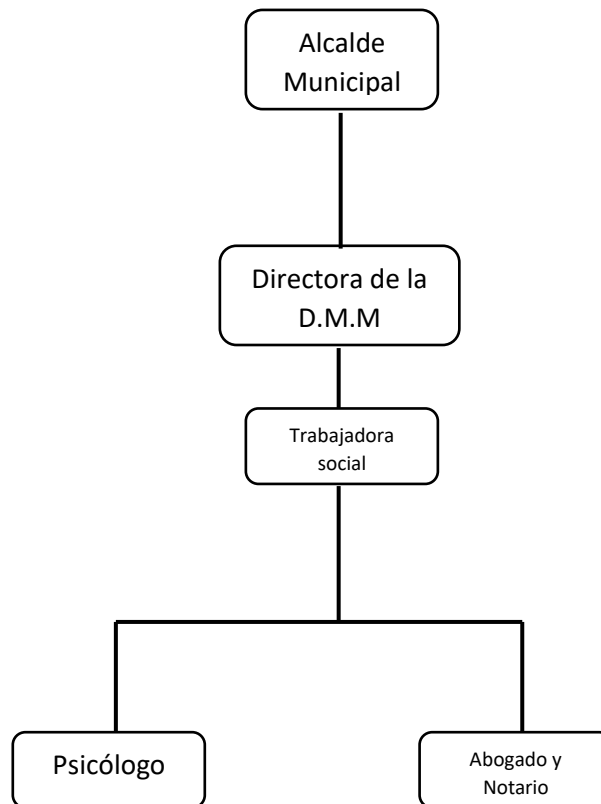 Alcalde
Municipal
Directora de la
D.M.M
Trabajadora
social
Psicólogo
Abogado y
Notario